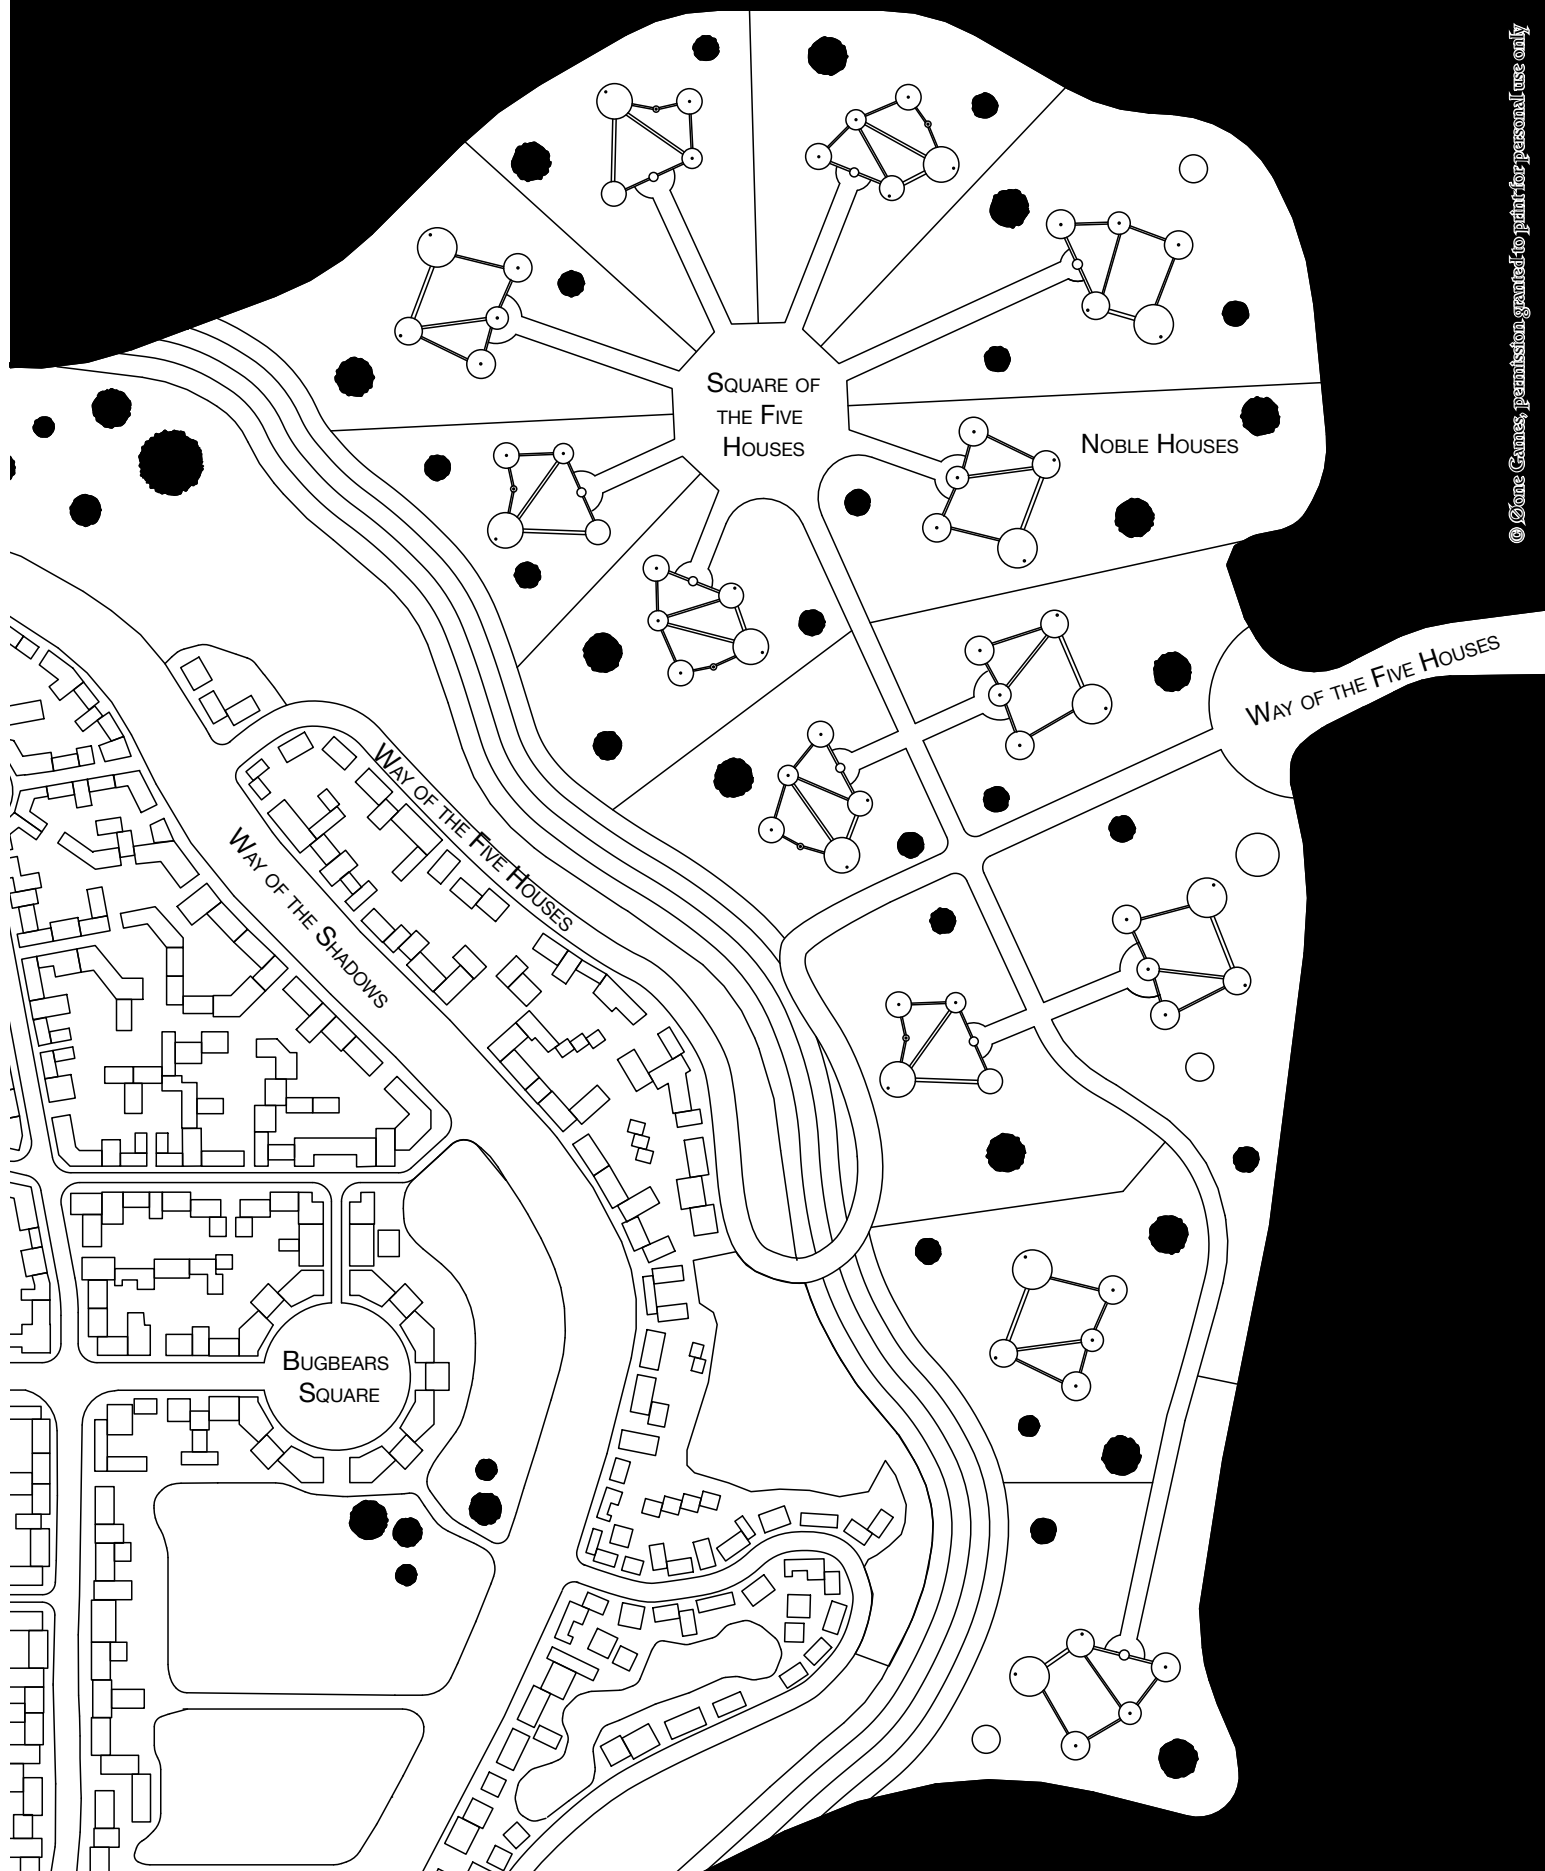 © Øone Games, permission granted to print for personal use only
Square of
the Five
Houses
Noble Houses
Way of the Five Houses
Way of the Five Houses
Way of the Shadows
Bugbears
Square